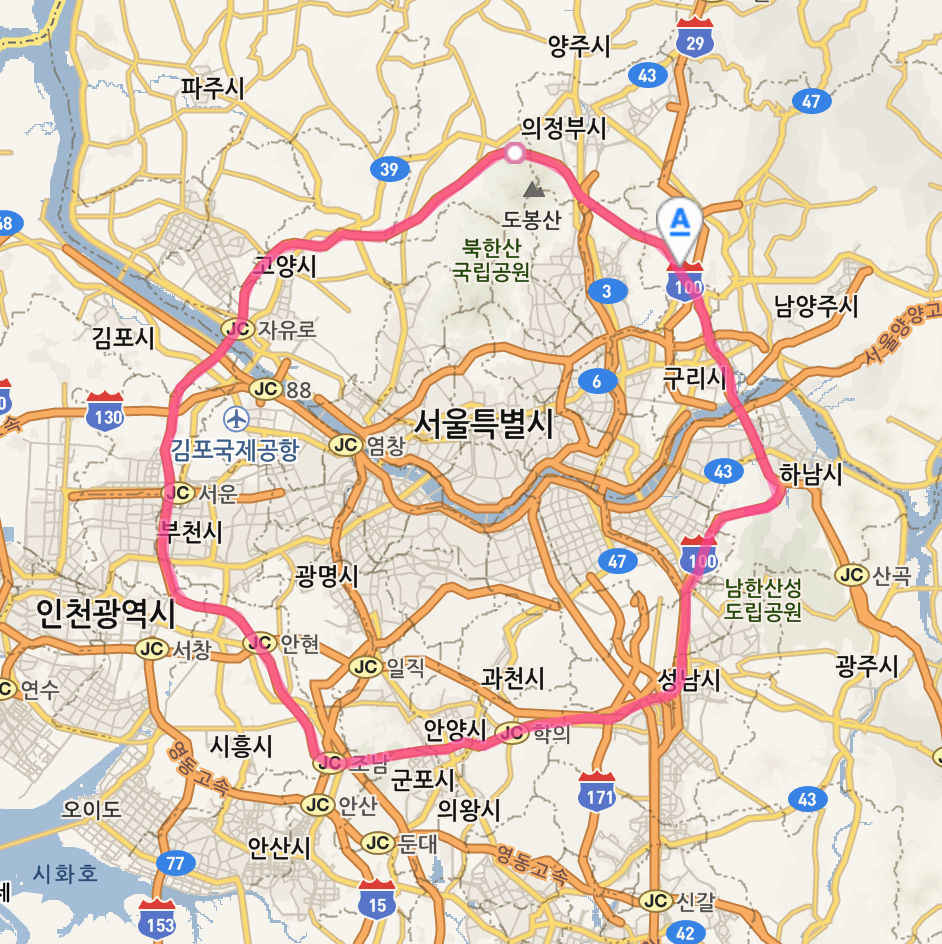 양주시
29
43
파주시
47
의정부시
39
도봉산
A
68
북한산
국립공원
고양시
100
3
남양주시
김포시
JC 자유로
서울양양고
구리시
6
JC 88
130
서울특별시
김포국제공항
JC 염창
43
하남시
JC 서운
부천시
100
47
광명시
JC 산곡
남한산성
도립공원
인천광역시
JC 안현
JC 서창
JC 일직
과천시
광주시
성남시
연수
안양시
JC 학의
시흥시
JC 조남
영동고속
군포시
171
43
오이도
JC 안산
의왕시
JC 둔대
안산시
영동고속
77
시화호
15
JC 신갈
153
42